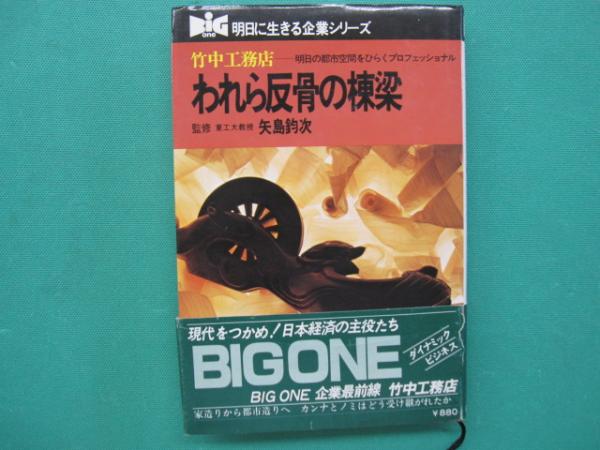 BiG one 明日に生きる企業シリーズ
竹中工務店――明日の都市空間をひらくプロフェッショナル
われら反骨の棟梁
監修 東工大教授 矢島鈞次
現代をつかめ!日本経済の主役たち
BIG ONE
ダイナミック
ビジネス
BIG ONE 企業最前線 竹中工務店
家造りから都市造りへ カンナとノミはどう受け継がれたか
¥880